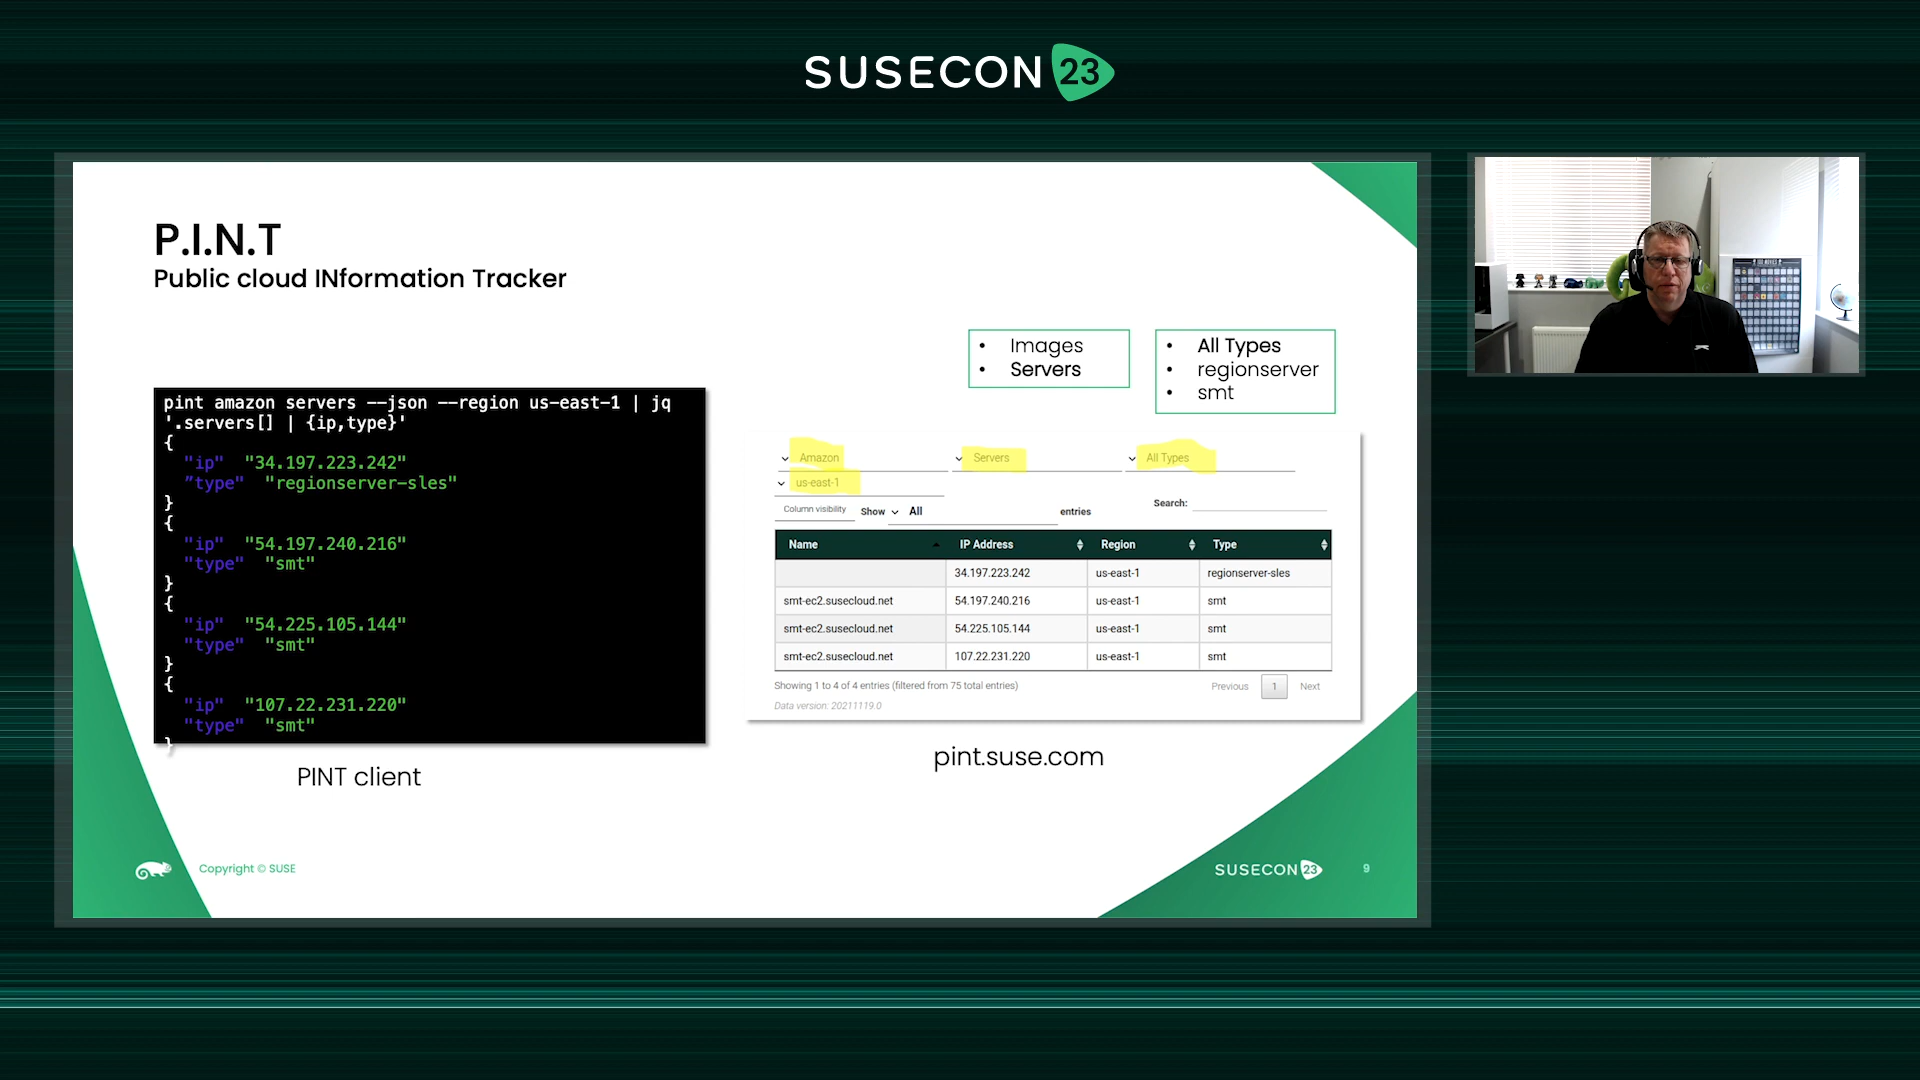 SUSECON 23
P.I.N.T
Public cloud INformation Tracker
• Images
• Servers
• All Types
• regionserver
• smt
pint amazon servers --json --region us-east-1 | jq
'.servers[] | {ip,type}'
{
"ip" "34.197.223.242"
"type" "regionserver-sles"
}
{
"ip" "54.197.240.216"
"type" "smt"
}
{
"ip" "54.225.105.144"
"type" "smt"
}
{
"ip" "107.22.231.220"
"type" "smt"
}
PINT client
Amazon Servers All Types
us-east-1
Column visibility Show All entries Search:
Name IP Address Region Type
34.197.223.242 us-east-1 regionserver-sles
smt-ec2.susecloud.net 54.197.240.216 us-east-1 smt
smt-ec2.susecloud.net 54.225.105.144 us-east-1 smt
smt-ec2.susecloud.net 107.22.231.220 us-east-1 smt
Showing 1 to 4 of 4 entries (filtered from 75 total entries) Previous 1 Next
Data version: 20211119.0
pint.suse.com
Copyright © SUSE
SUSECON 23 9